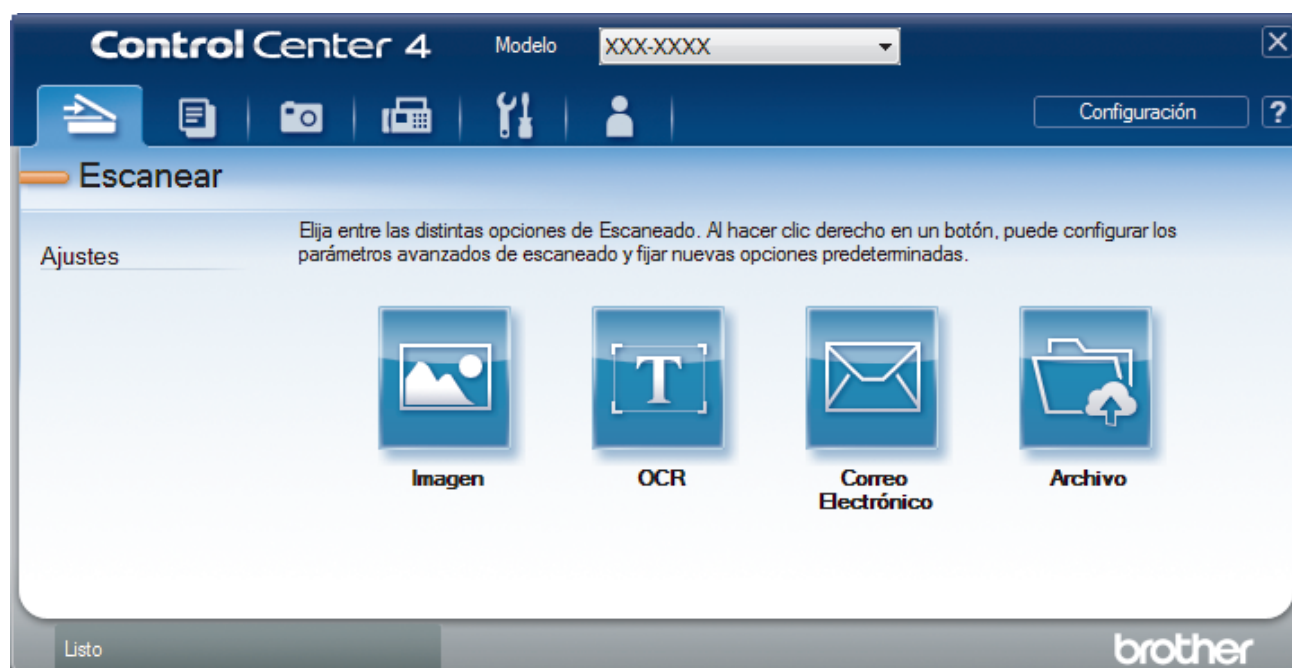 Control Center 4 Modelo XXX-XXXX
Configuración ?
Escanear
Ajustes
Elija entre las distintas opciones de Escaneado. Al hacer clic derecho en un botón, puede configurar los
parámetros avanzados de escaneado y fijar nuevas opciones predeterminadas.
T
Imagen OCR Correo Archivo
Electrónico
Listo brother